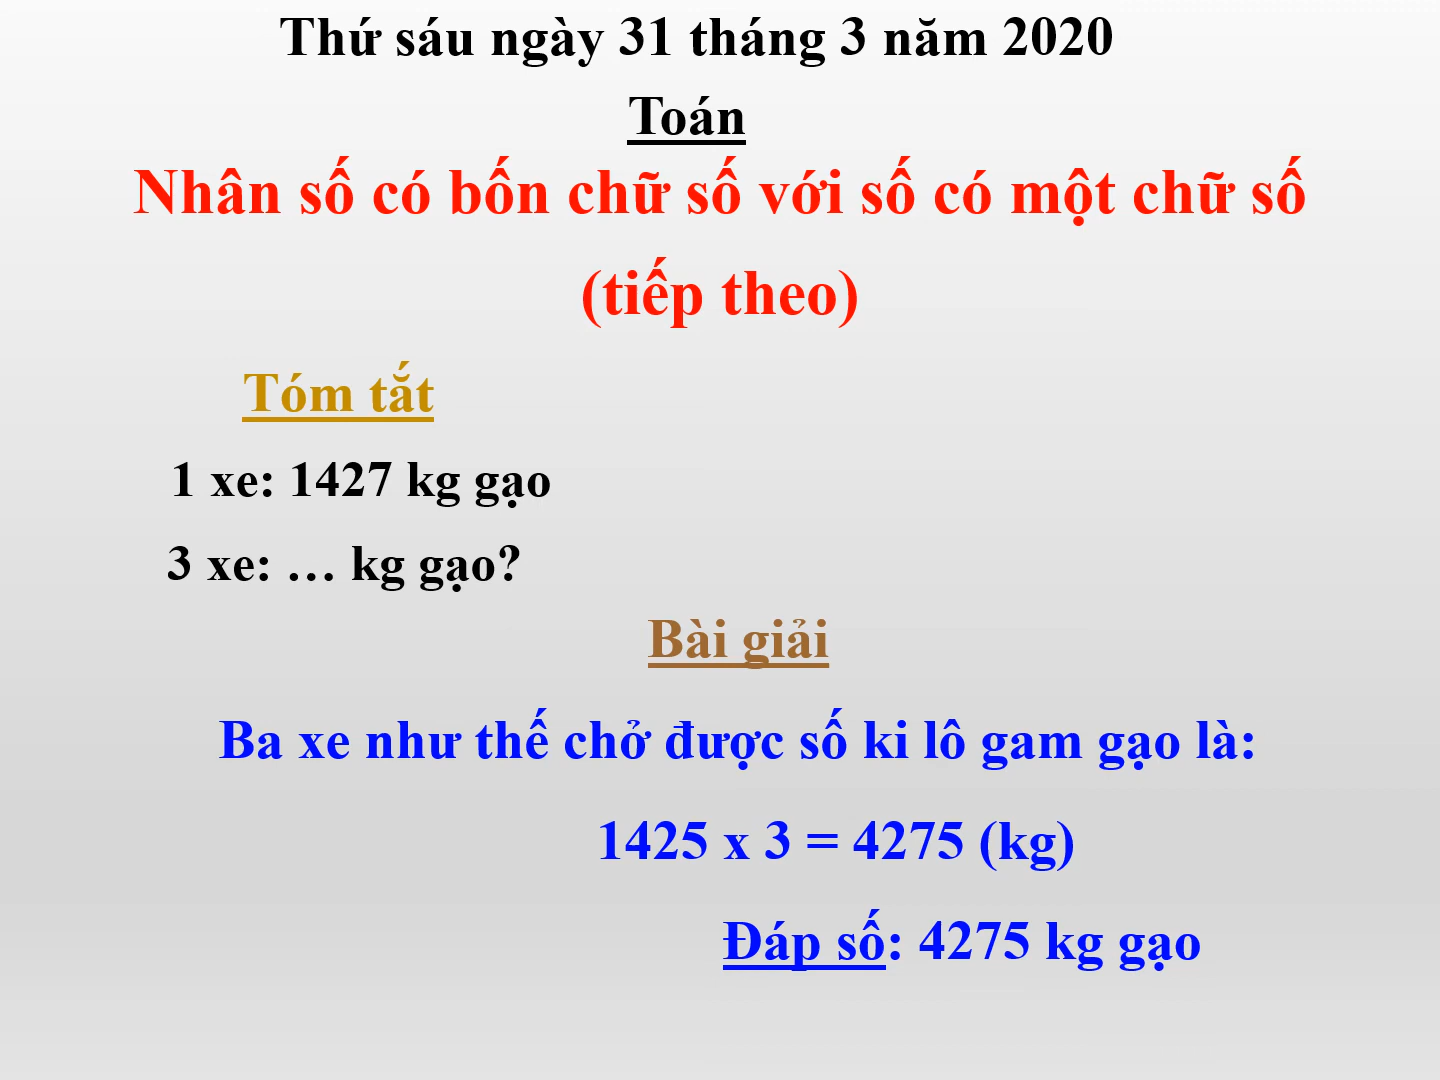 Thứ sáu ngày 31 tháng 3 năm 2020
Toán
Nhân số có bốn chữ số với số có một chữ số
(tiếp theo)
Tóm tắt
1 xe: 1427 kg gạo
3 xe: … kg gạo?
Bài giải
Ba xe như thế chở được số ki lô gam gạo là:
1425 x 3 = 4275 (kg)
Đáp số: 4275 kg gạo